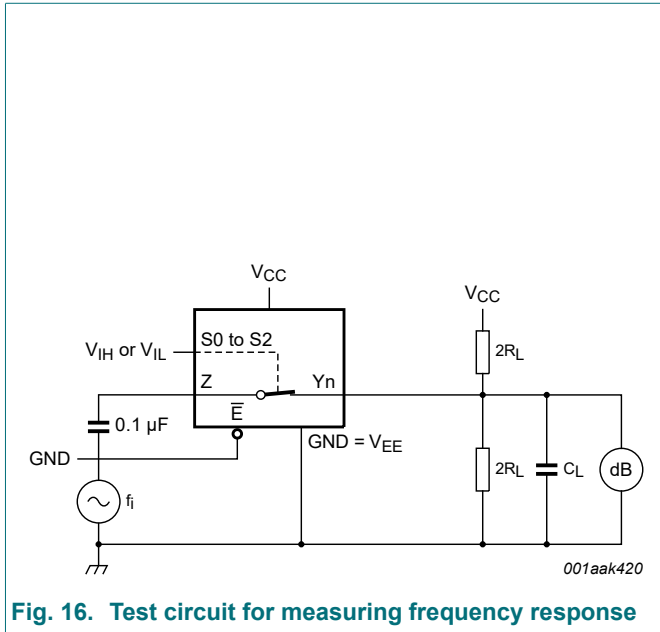 VCC
VCC
S0 to S2
2RL
VIH or VIL
Z
Yn
E
0.1 µF
GND = VEE
GND
2RL
CL
dB
fi
001aak420
Fig. 16. Test circuit for measuring frequency response